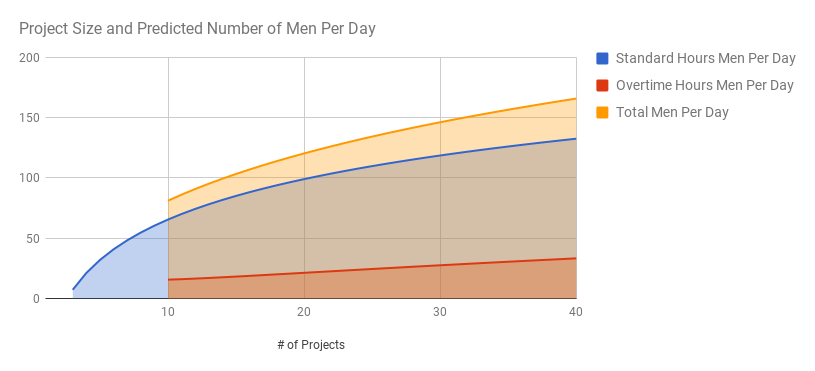 Project Size and Predicted Number of Men Per Day
200
150
100
50
0
10 20 30 40
# of Projects
Standard Hours Men Per Day
Overtime Hours Men Per Day
Total Men Per Day